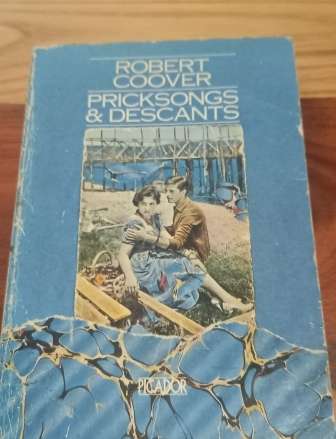 ROBERT
COOVER
PRICKSONGS
& DESCANTS
PICADOR